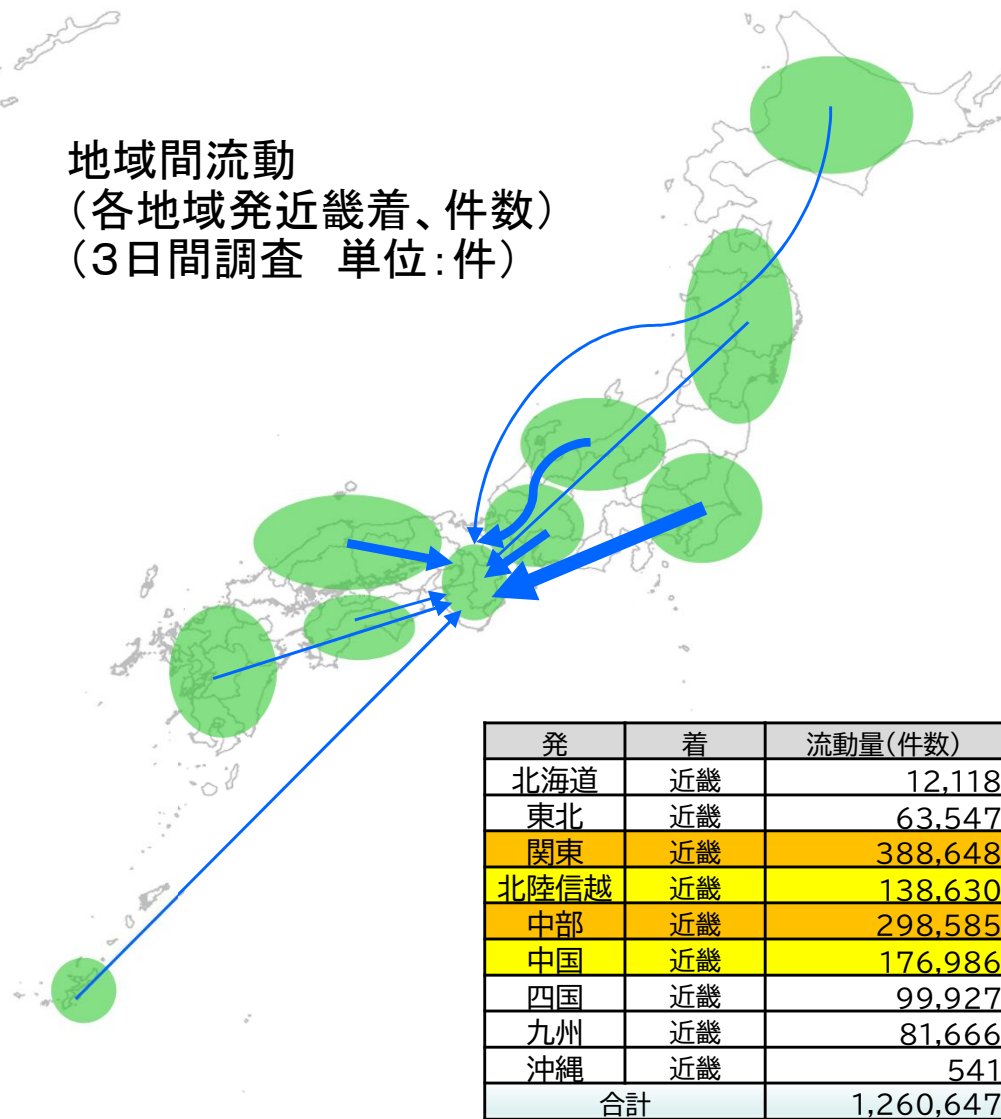 地域間流動
（各地域発近畿着、件数）
（３日間調査　単位：件）
発 着 流動量(件数)
北海道 近畿 12,118
東北 近畿 63,547
関東 近畿 388,648
北陸信越 近畿 138,630
中部 近畿 298,585
中国 近畿 176,986
四国 近畿 99,927
九州 近畿 81,666
沖縄 近畿 541
合計 1,260,647